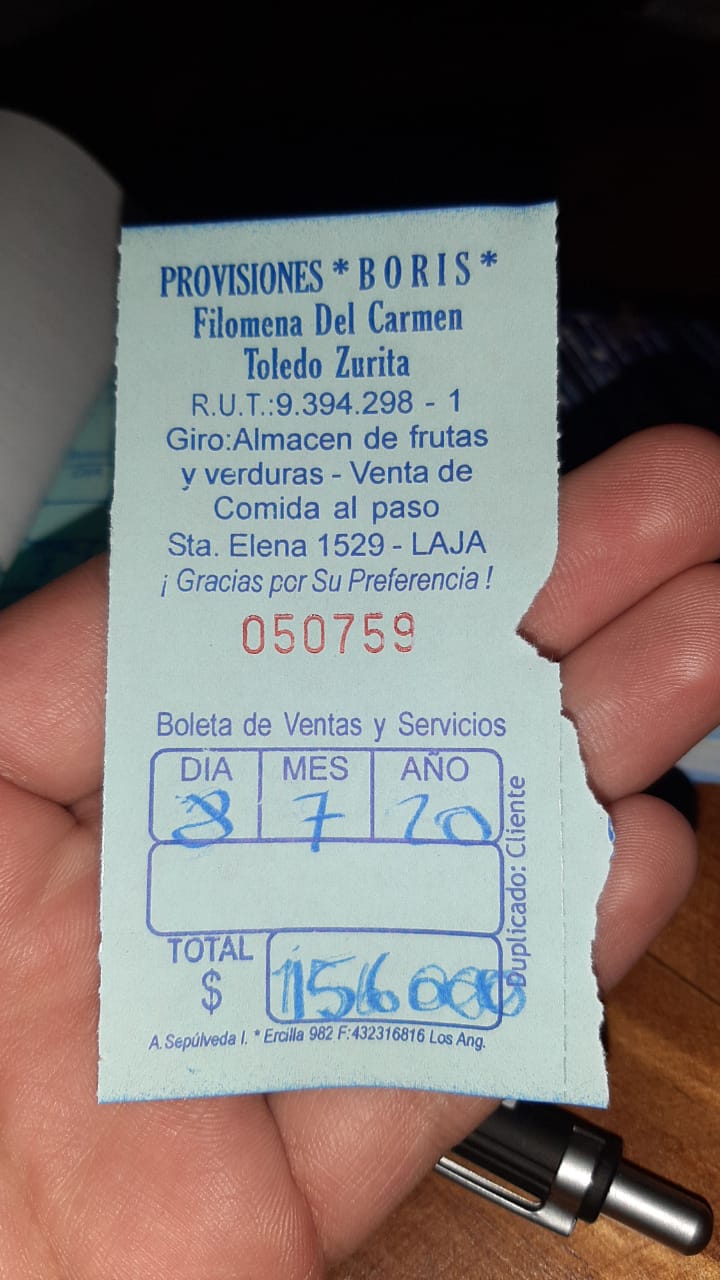 PROVISIONES * B O R I S *
Filomena Del Carmen
Toledo Zurita
R.U.T.:9.394.298 - 1
Giro:Almacen de frutas
y verduras - Venta de
Comida al paso
Sta. Elena 1529 - LAJA
¡ Gracias por Su Preferencia !
050759
Boleta de Ventas y Servicios
DIA MES AÑO
8 7 20
TOTAL
$ 156000
Duplicado: Cliente
A. Sepúlveda I. * Ercilla 982 F:432316816 Los Ang.